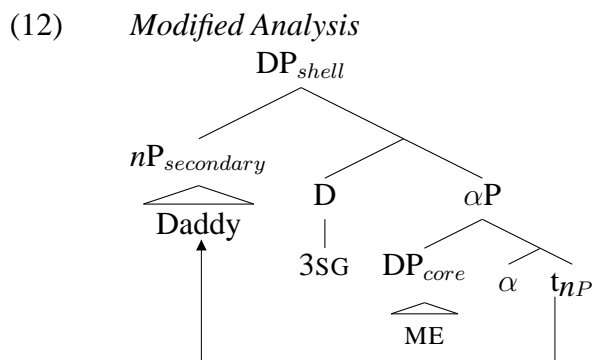 (12) Modified Analysis
DPshell
nPsecondary D αP
Daddy 3SG DPcore α tnP
ME